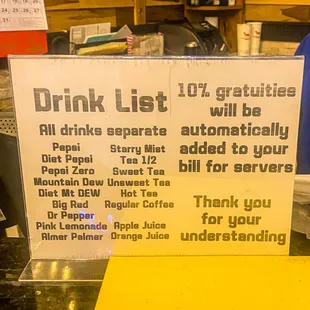 Drink List
All drinks separate
Pepsi
Diet Pepsi
Pepsi Zero
Mountain Dew
Diet Mt DEW
Big Red
Dr Pepper
Pink Lemonade
Almer Palmer
Starry Mist
Tea 1/2
Sweet Tea
Unsweet Tea
Hot Tea
Regular Coffee
Apple Juice
Orange Juice
10% gratuities
will be
automatically
added to your
bill for servers
Thank you
for your
understanding